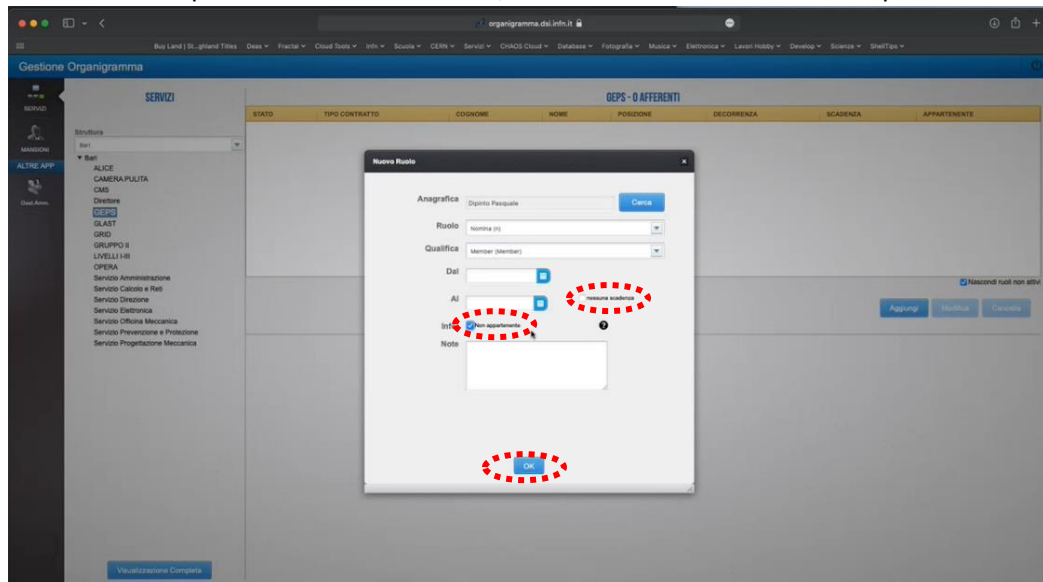 organigramma.dsi.infn.it
Buy Land | St...ghland Titles Deas Fractal Cloud Tools Infn Scuola CERN Servizi CHAOS Cloud Database Fotografia Musica Elettronica Lavori Hobby Develop Scienze ShellTips
Gestione Organigramma
SERVIZI
MANSIONI
ALTRE APP
Gest.Amm.
SERVIZI
Struttura
Bari
Bari
ALICE
CAMERA PULITA
CMS
Direttore
GEPS
GLAST
GRID
GRUPPO II
LIVELLI I-III
OPERA
Servizio Amministrazione
Servizio Calcolo e Reti
Servizio Direzione
Servizio Elettronica
Servizio Officina Meccanica
Servizio Prevenzione e Protezione
Servizio Progettazione Meccanica
Visualizzazione Completa
GEPS - 0 AFFERENTI
STATO TIPO CONTRATTO COGNOME NOME POSIZIONE DECORRENZA SCADENZA APPARTENENTE
Nuovo Ruolo
Anagrafica Dipinto Pasquale Cerca
Ruolo Nomina (n)
Qualifica Member (Member)
Dal
Al nessuna scadenza
Info Non appartenente ?
Note
OK
Nascondi ruoli non attivi
Aggiungi Modifica Cancella